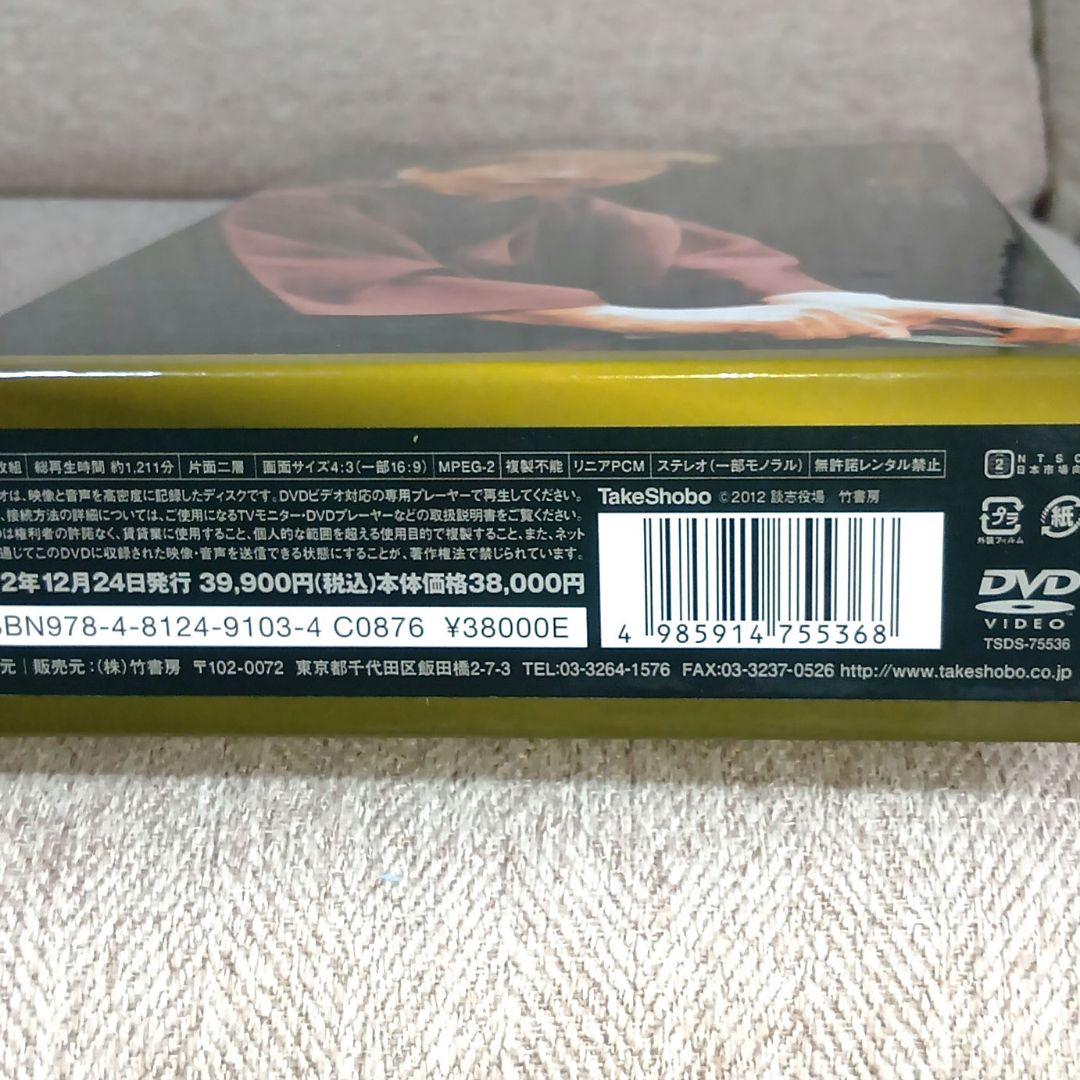 枚組 総再生時間 約1,211分 片面二層 画面サイズ4:3(一部16:9) MPEG-2 複製不能 リニアPCM ステレオ(一部モノラル) 無許諾レンタル禁止
2 NTSC 日本市場向
オは、映像と音声を高密度に記録したディスクです。DVDビデオ対応の専用プレーヤーで再生してください。
、接続方法の詳細については、ご使用になるTVモニター・DVDプレーヤーなどの取扱説明書をご覧ください。
は権利者の許諾なく、賃貸業に使用すること、個人的な範囲を超える使用目的で複製すること、また、ネット
通じてこのDVDに収録された映像・音声を送信できる状態にすることが、著作権法で禁じられています。
2年12月24日発行 39,900円(税込)本体価格38,000円
SBN978-4-8124-9103-4 C0876 ¥38000E
TakeShobo ©2012 談志役場 竹書房
4 985914 755368
プラ 紙
外装フィルム
DVD
VIDEO
TSDS-75536
元 | 販売元:(株)竹書房 〒102-0072 東京都千代田区飯田橋2-7-3 TEL:03-3264-1576 FAX:03-3237-0526 http://www.takeshobo.co.jp